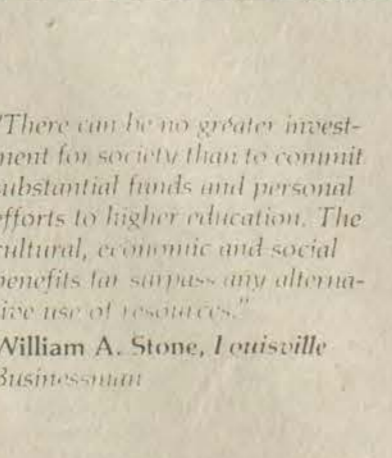 "There can be no greater invest-
ment for society than to commit
substantial funds and personal
efforts to higher education. The
cultural, economic and social
benefits far surpass any alterna-
tive use of resources."
William A. Stone, Louisville
Businessman